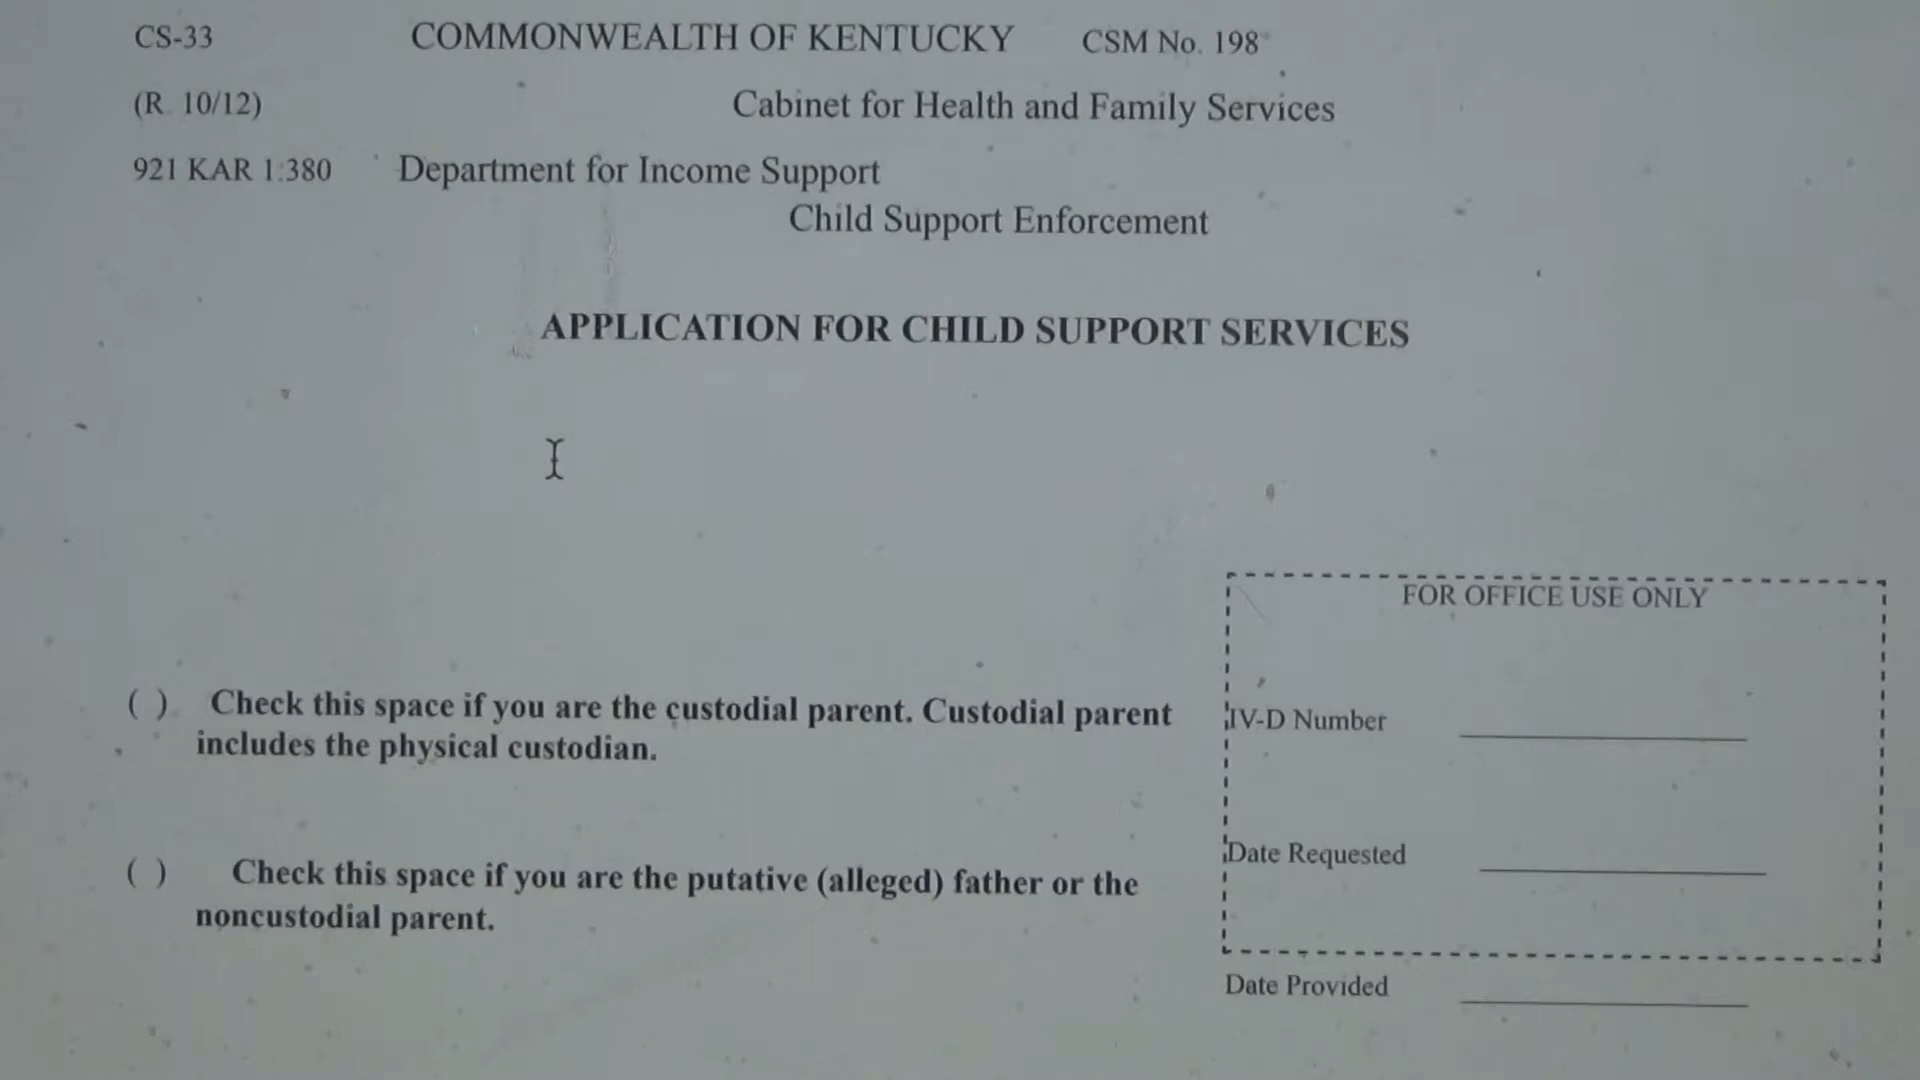 CS-33 COMMONWEALTH OF KENTUCKY CSM No. 198
(R. 10/12) Cabinet for Health and Family Services
921 KAR 1:380 Department for Income Support
Child Support Enforcement
APPLICATION FOR CHILD SUPPORT SERVICES
FOR OFFICE USE ONLY
( ) Check this space if you are the custodial parent. Custodial parent
includes the physical custodian.
IV-D Number
Date Requested
( ) Check this space if you are the putative (alleged) father or the
noncustodial parent.
Date Provided